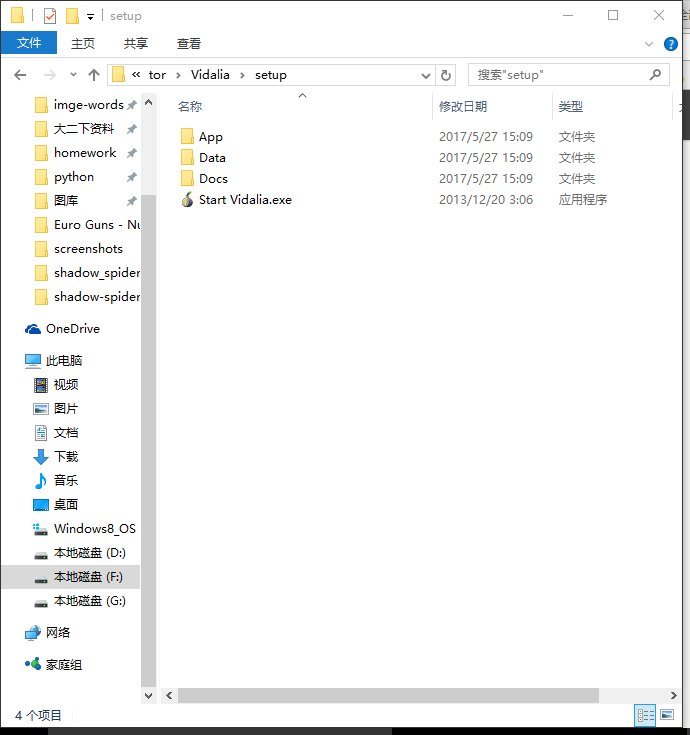 setup
文件 主页 共享 查看
« tor › Vidalia › setup 搜索"setup"
名称 修改日期 类型
App 2017/5/27 15:09 文件夹
Data 2017/5/27 15:09 文件夹
Docs 2017/5/27 15:09 文件夹
Start Vidalia.exe 2013/12/20 3:06 应用程序
imge-words
大二下资料
homework
python
图库
Euro Guns - Nu
screenshots
shadow_spider
shadow-spider
OneDrive
此电脑
视频
图片
文档
下载
音乐
桌面
Windows8_OS
本地磁盘 (D:)
本地磁盘 (F:)
本地磁盘 (G:)
网络
家庭组
4 个项目